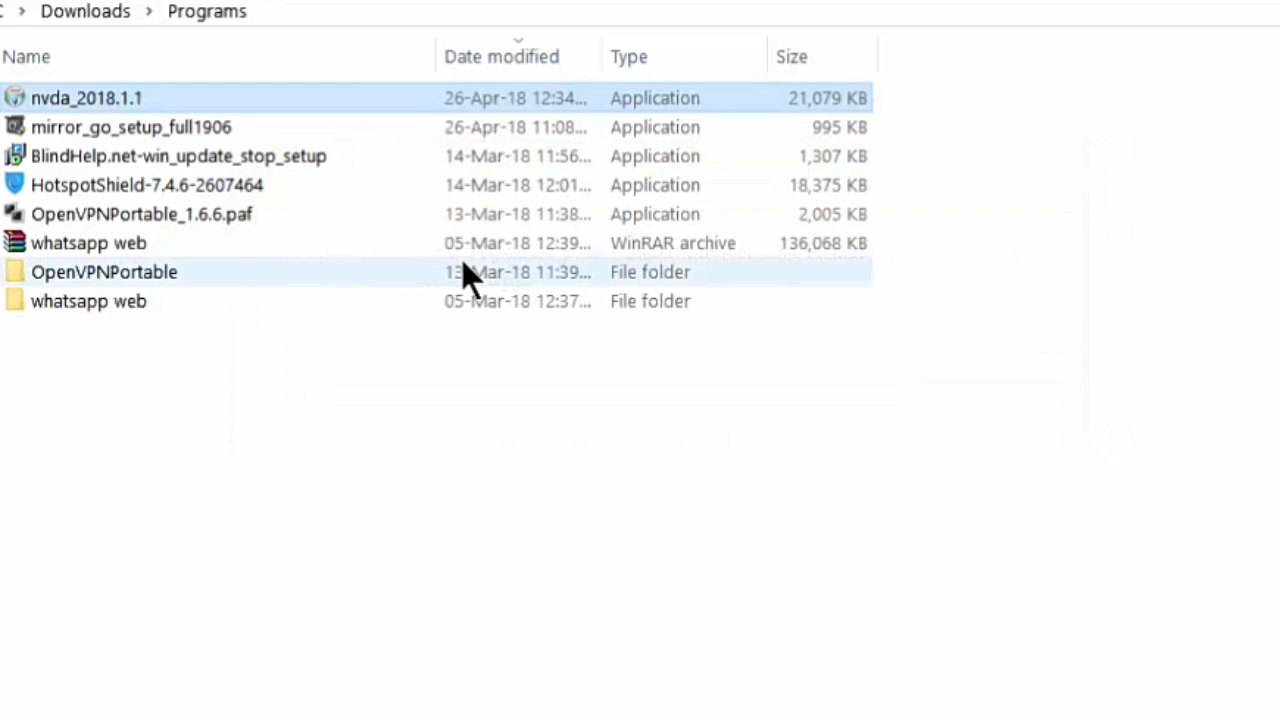 Downloads > Programs
Name Date modified Type Size
nvda_2018.1.1 26-Apr-18 12:34... Application 21,079 KB
mirror_go_setup_full1906 26-Apr-18 11:08... Application 995 KB
BlindHelp.net-win_update_stop_setup 14-Mar-18 11:56... Application 1,307 KB
HotspotShield-7.4.6-2607464 14-Mar-18 12:01... Application 18,375 KB
OpenVPNPortable_1.6.6.paf 13-Mar-18 11:38... Application 2,005 KB
whatsapp web 05-Mar-18 12:39... WinRAR archive 136,068 KB
OpenVPNPortable 13-Mar-18 11:39... File folder
whatsapp web 05-Mar-18 12:37... File folder